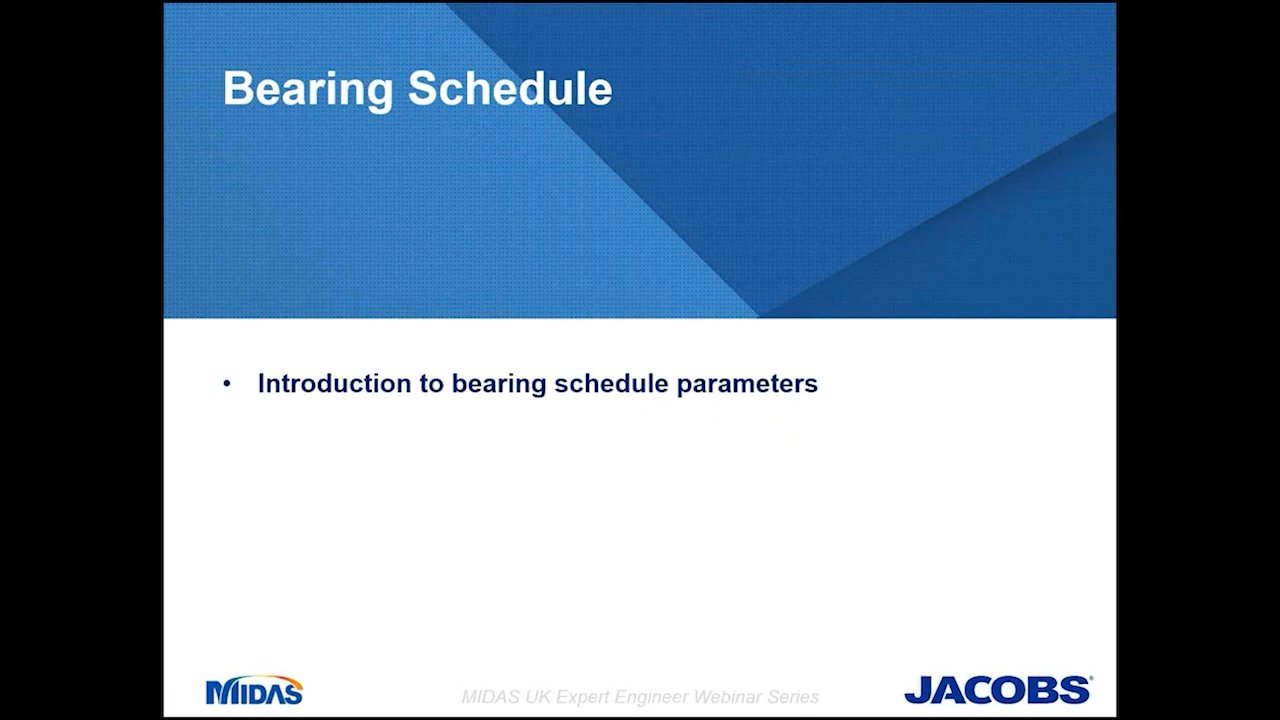 Bearing Schedule
• Introduction to bearing schedule parameters
MIDAS
MIDAS UK Expert Engineer Webinar Series
JACOBS®